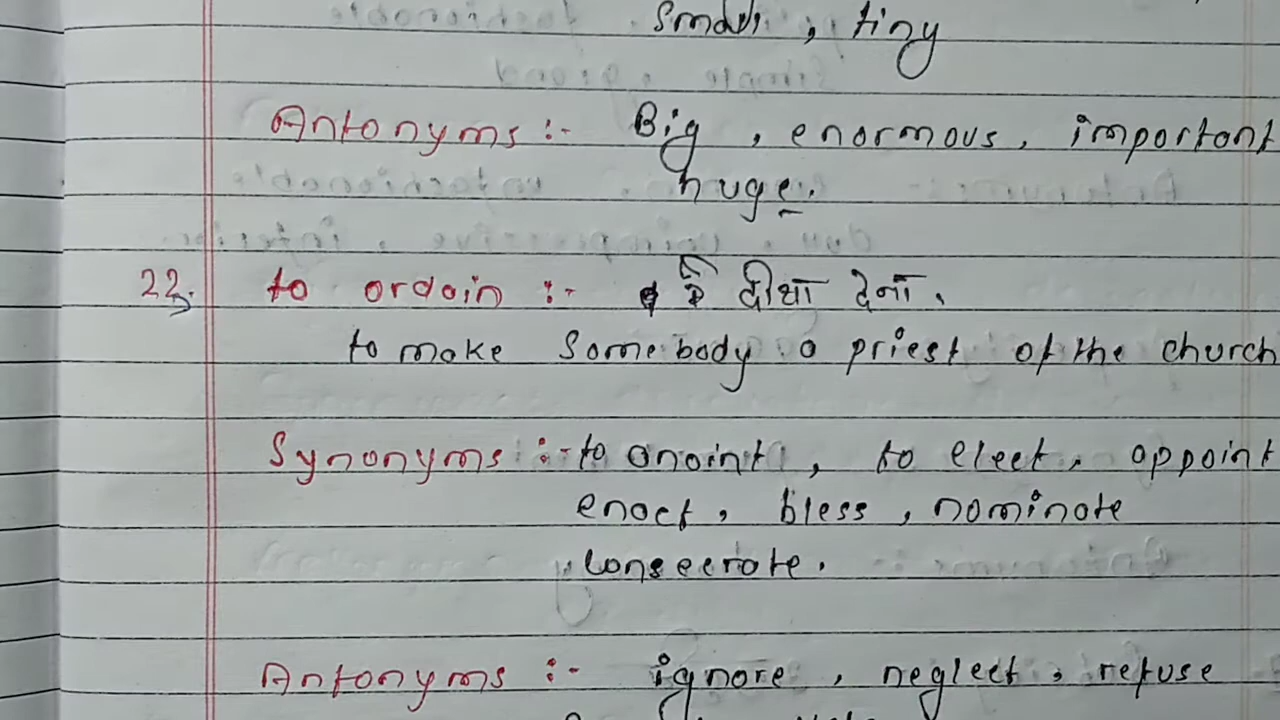 small , tiny
Antonyms :- Big , enormous, important
huge.
22. to ordain :- दीक्षा देना .
to make somebody a priest of the church
Synonyms :- to anoint , to elect, appoint
enact, bless , nominate
consecrate.
Antonyms :- ignore , neglect , refuse